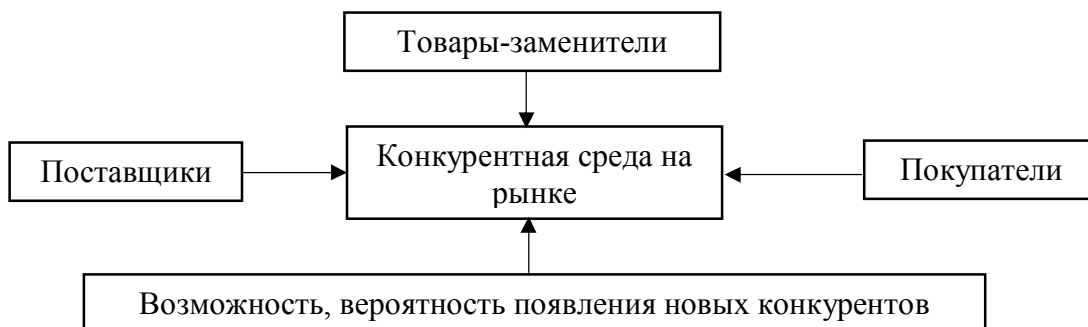 Товары-заменители
Поставщики
Конкурентная среда на
рынке
Покупатели
Возможность, вероятность появления новых конкурентов